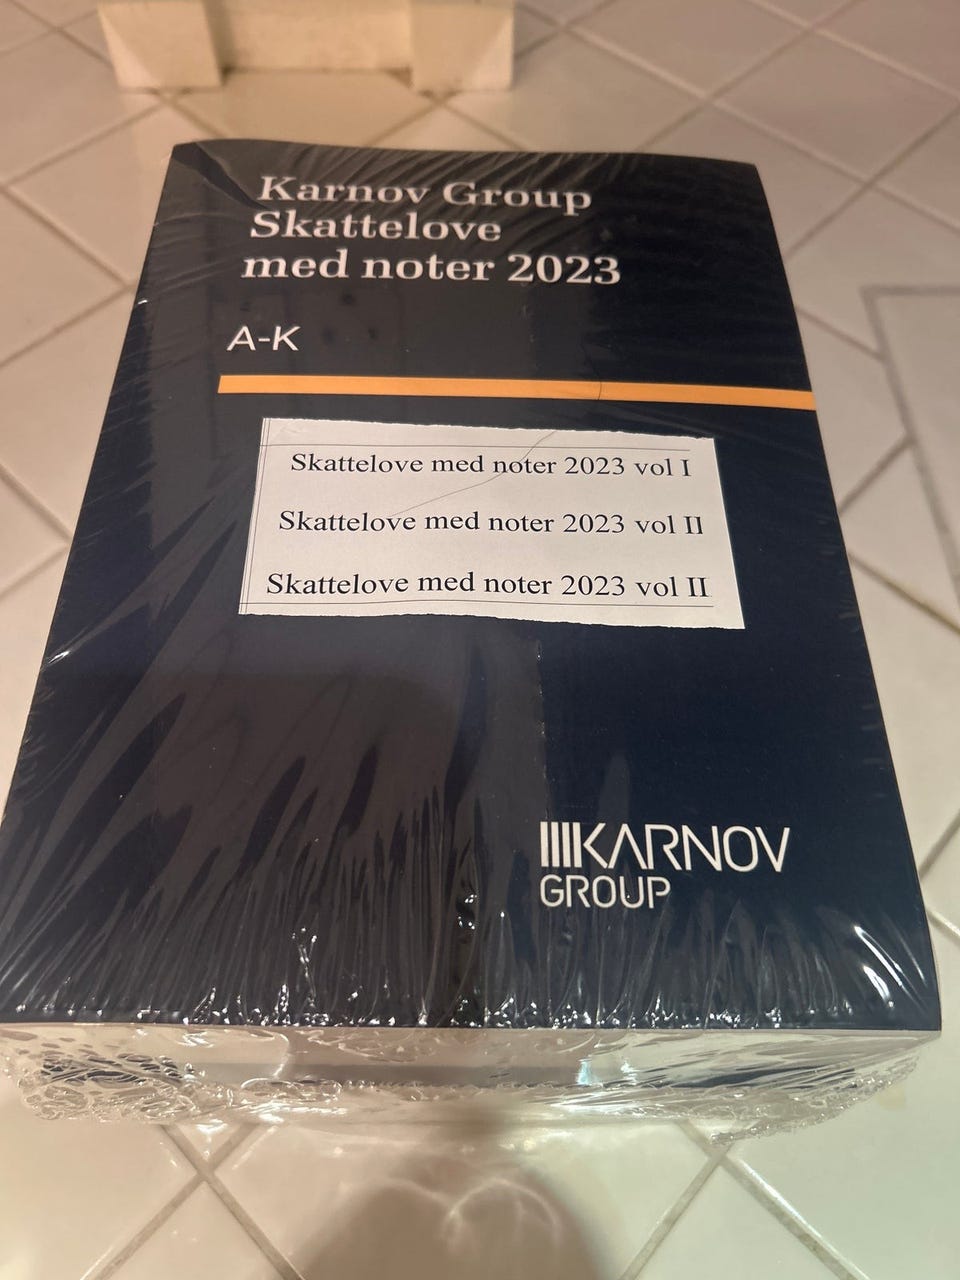 Karnov Group
Skattelove
med noter 2023
A-K
Skattelove med noter 2023 vol I
Skattelove med noter 2023 vol II
Skattelove med noter 2023 vol II
KARNOV
GROUP